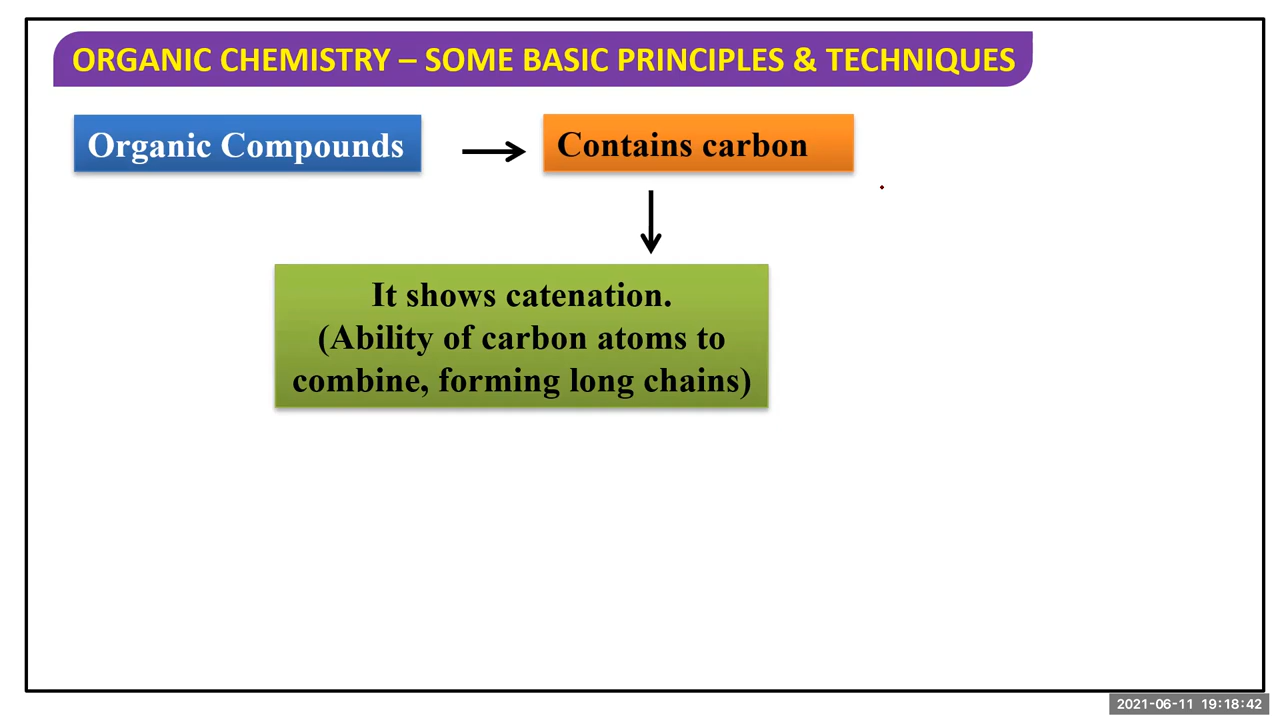 ORGANIC CHEMISTRY – SOME BASIC PRINCIPLES & TECHNIQUES
Organic Compounds
Contains carbon
It shows catenation.
(Ability of carbon atoms to
combine, forming long chains)
2021-06-11 19:18:42